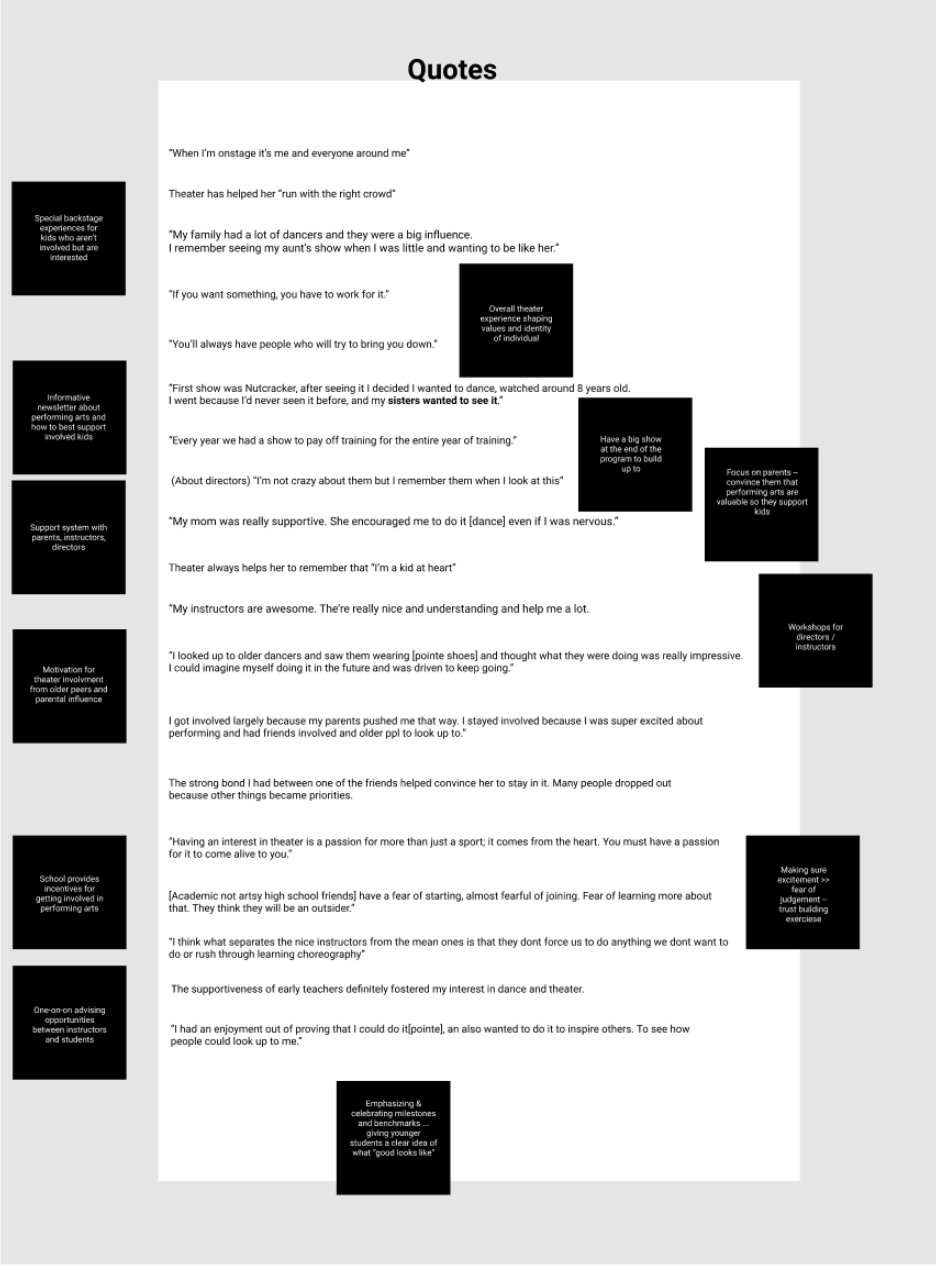 Quotes
“When I’m onstage it’s me and everyone around me”
Theater has helped her “run with the right crowd”
“My family had a lot of dancers and they were a big influence.
I remember seeing my aunt’s show when I was little and wanting to be like her.”
“If you want something, you have to work for it.”
“You’ll always have people who will try to bring you down.”
“First show was Nutcracker, after seeing it I decided I wanted to dance, watched around 8 years old.
I went because I’d never seen it before, and my sisters wanted to see it.”
“Every year we had a show to pay off training for the entire year of training.”
(About directors) “I’m not crazy about them but I remember them when I look at this”
“My mom was really supportive. She encouraged me to do it [dance] even if I was nervous.”
Theater always helps her to remember that “I’m a kid at heart”
“My instructors are awesome. The’re really nice and understanding and help me a lot.
“I looked up to older dancers and saw them wearing [pointe shoes] and thought what they were doing was really impressive.
I could imagine myself doing it in the future and was driven to keep going.”
I got involved largely because my parents pushed me that way. I stayed involved because I was super excited about
performing and had friends involved and older ppl to look up to.”
The strong bond I had between one of the friends helped convince her to stay in it. Many people dropped out
because other things became priorities.
“Having an interest in theater is a passion for more than just a sport; it comes from the heart. You must have a passion
for it to come alive to you.”
[Academic not artsy high school friends] have a fear of starting, almost fearful of joining. Fear of learning more about
that. They think they will be an outsider.”
“I think what separates the nice instructors from the mean ones is that they dont force us to do anything we dont want to
do or rush through learning choreography”
The supportiveness of early teachers definitely fostered my interest in dance and theater.
“I had an enjoyment out of proving that I could do it[pointe], an also wanted to do it to inspire others. To see how
people could look up to me.”
Special backstage
experiences for
kids who aren’t
involved but are
interested
Informative
newsletter about
performing arts and
how to best support
involved kids
Support system with
parents, instructors,
directors
Motivation for
theater involvment
from older peers and
parental influence
School provides
incentives for
getting involved in
performing arts
One-on-on advising
opportunities
between instructors
and students
Overall theater
experience shaping
values and identity
of individual
Have a big show
at the end of the
program to build
up to
Focus on parents --
convince them that
performing arts are
valuable so they support
kids
Workshops for
directors /
instructors
Making sure
excitement >>
fear of
judgement --
trust building
exerciese
Emphasizing &
celebrating milestones
and benchmarks ...
giving younger
students a clear idea of
what “good looks like”